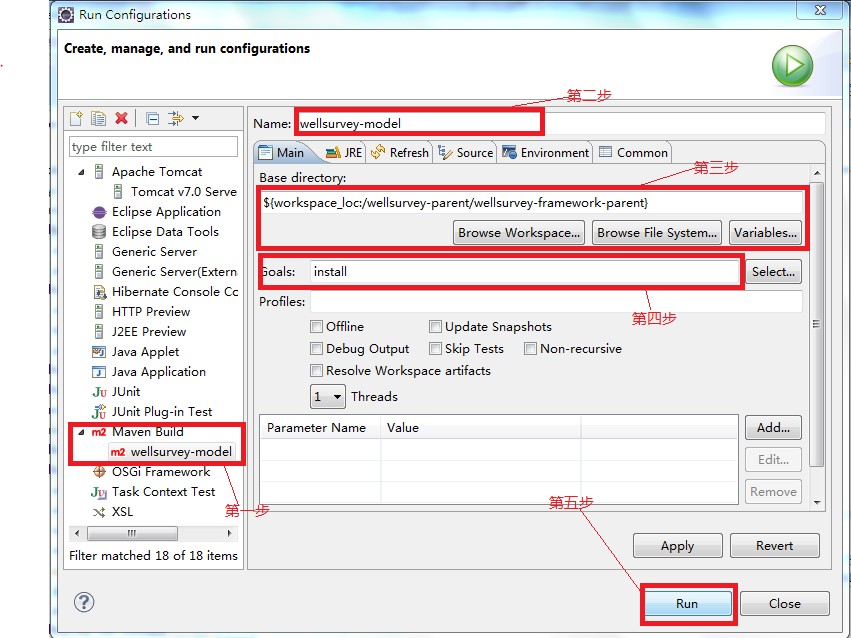 Run Configurations
Create, manage, and run configurations
第二步
Name: wellsurvey-model
type filter text
Apache Tomcat
Tomcat v7.0 Serve
Eclipse Application
Eclipse Data Tools
Generic Server
Generic Server(Extern
Hibernate Console Co
HTTP Preview
J2EE Preview
Java Applet
Java Application
JUnit
JUnit Plug-in Test
Maven Build
wellsurvey-model
OSGi Framework
Task Context Test
XSL
第一步
Filter matched 18 of 18 items
Main JRE Refresh Source Environment Common
第三步
Base directory:
${workspace_loc:/wellsurvey-parent/wellsurvey-framework-parent}
Browse Workspace... Browse File System... Variables...
Goals: install Select...
第四步
Profiles:
Offline Update Snapshots
Debug Output Skip Tests Non-recursive
Resolve Workspace artifacts
1 Threads
Parameter Name Value Add...
Edit...
Remove
第五步
Apply Revert
Run Close